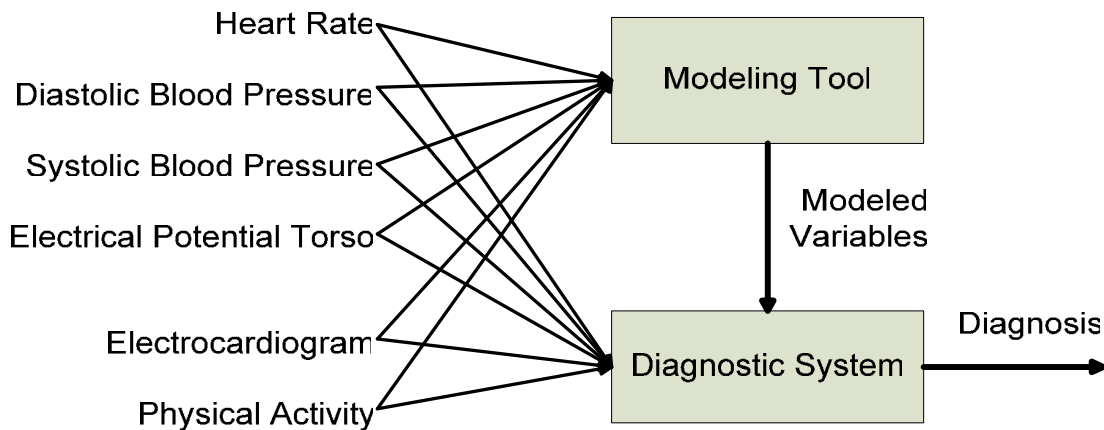 Heart Rate
Diastolic Blood Pressure
Systolic Blood Pressure
Electrical Potential Torso
Electrocardiogram
Physical Activity
Modeling Tool
Modeled
Variables
Diagnostic System
Diagnosis